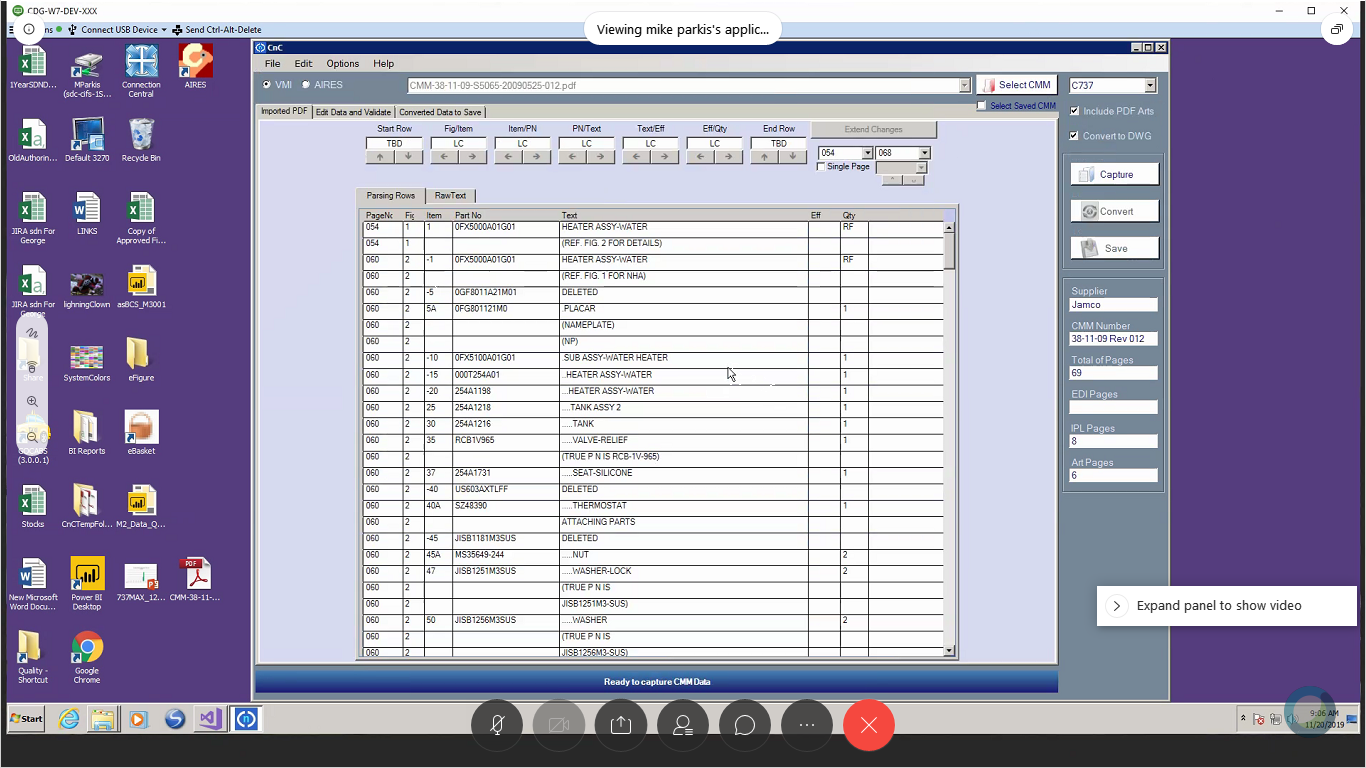 CDG-W7-DEV-XXX
Connect USB Device Send Ctrl-Alt-Delete
Viewing mike parkis's applic...
1YearSDND...
MParkis (sdc-cifs-1S...
Connection Central
AIRES
OldAuthorin...
Default 3270
Recycle Bin
JIRA sdn For George
LINKS
Copy of Approved Fi...
JIRA sdn For George
lighningClown
asBCS_M3001
Share
SystemColors
eFigure
(3.0.0.1)
BI Reports
eBasket
Stocks
CnCTempFol...
M2_Data_Q...
New Microsoft Word Docu...
Power BI Desktop
737MAX_12...
CMM-38-11-...
Quality - Shortcut
Google Chrome
CnC
File Edit Options Help
VMI AIRES CMM-38-11-09-S5065-20090525-012.pdf Select CMM C737
Select Saved CMM
Include PDF Arts
Convert to DWG
Imported PDF Edit Data and Validate Converted Data to Save
Start Row Fig/Item Item/PN PN/Text Text/Eff Eff/Qty End Row Extend Changes
TBD LC LC LC LC LC TBD
054 068
Single Page
Capture
Convert
Save
Parsing Rows RawText
PageNo Fig Item Part No Text Eff Qty
054 1 1 0FX5000A01G01 HEATER ASSY-WATER RF
054 1 (REF. FIG. 2 FOR DETAILS)
060 2 -1 0FX5000A01G01 HEATER ASSY-WATER RF
060 2 (REF. FIG. 1 FOR NHA)
060 2 -5 0GF8011A21M01 DELETED
060 2 5A 0FG801121M0 .PLACAR 1
060 2 (NAMEPLATE)
060 2 (NP)
060 2 -10 0FX5100A01G01 .SUB ASSY-WATER HEATER 1
060 2 -15 000T254A01 ..HEATER ASSY-WATER 1
060 2 -20 254A1198 ...HEATER ASSY-WATER 1
060 2 25 254A1218 ....TANK ASSY 2 1
060 2 30 254A1216 .....TANK 1
060 2 35 RCB1V965 .....VALVE-RELIEF 1
060 2 (TRUE P N IS RCB-1V-965)
060 2 37 254A1731 .....SEAT-SILICONE 1
060 2 -40 US603AXTLFF DELETED
060 2 40A SZ48390 .....THERMOSTAT 1
060 2 ATTACHING PARTS
060 2 -45 JISB1181M3SUS DELETED
060 2 45A MS35649-244 .....NUT 2
060 2 47 JISB1251M3SUS .....WASHER-LOCK 2
060 2 (TRUE P N IS
060 2 JISB1251M3-SUS)
060 2 50 JISB1256M3SUS .....WASHER 2
060 2 (TRUE P N IS
060 2 JISB1256M3-SUS)
Supplier
Jamco
CMM Number
38-11-09 Rev 012
Total of Pages
69
EDI Pages
IPL Pages
8
Art Pages
6
Expand panel to show video
Ready to capture CMM Data
Start
9:06 AM
11/20/2019